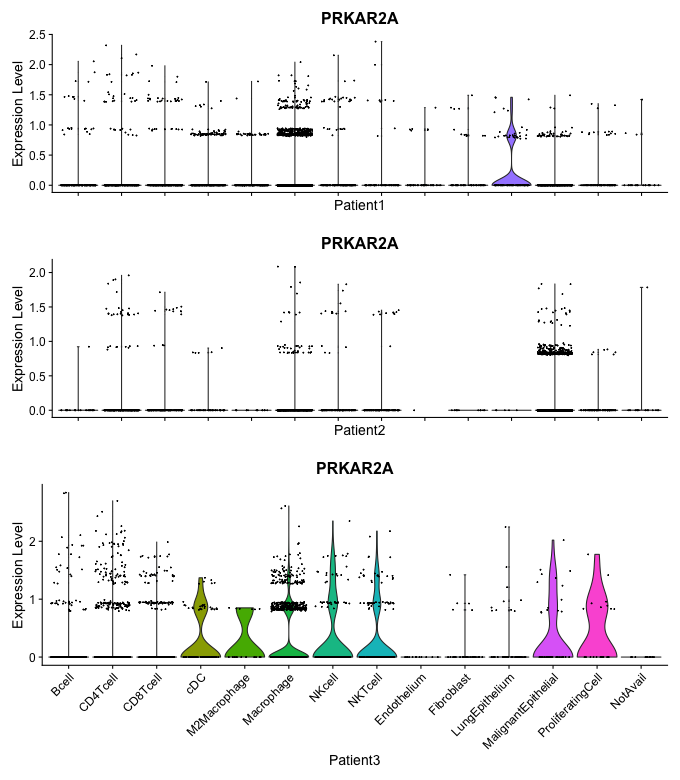 PRKAR2A
Expression Level
2.5
2.0
1.5
1.0
0.5
0.0
Patient1
PRKAR2A
Expression Level
2.0
1.5
1.0
0.5
0.0
Patient2
PRKAR2A
Expression Level
2
1
0
Bcell
CD4Tcell
CD8Tcell
cDC
M2Macrophage
Macrophage
NKcell
NKTcell
Endothelium
Fibroblast
LungEpithelium
MalignantEpithelial
ProliferatingCell
NotAvail
Patient3